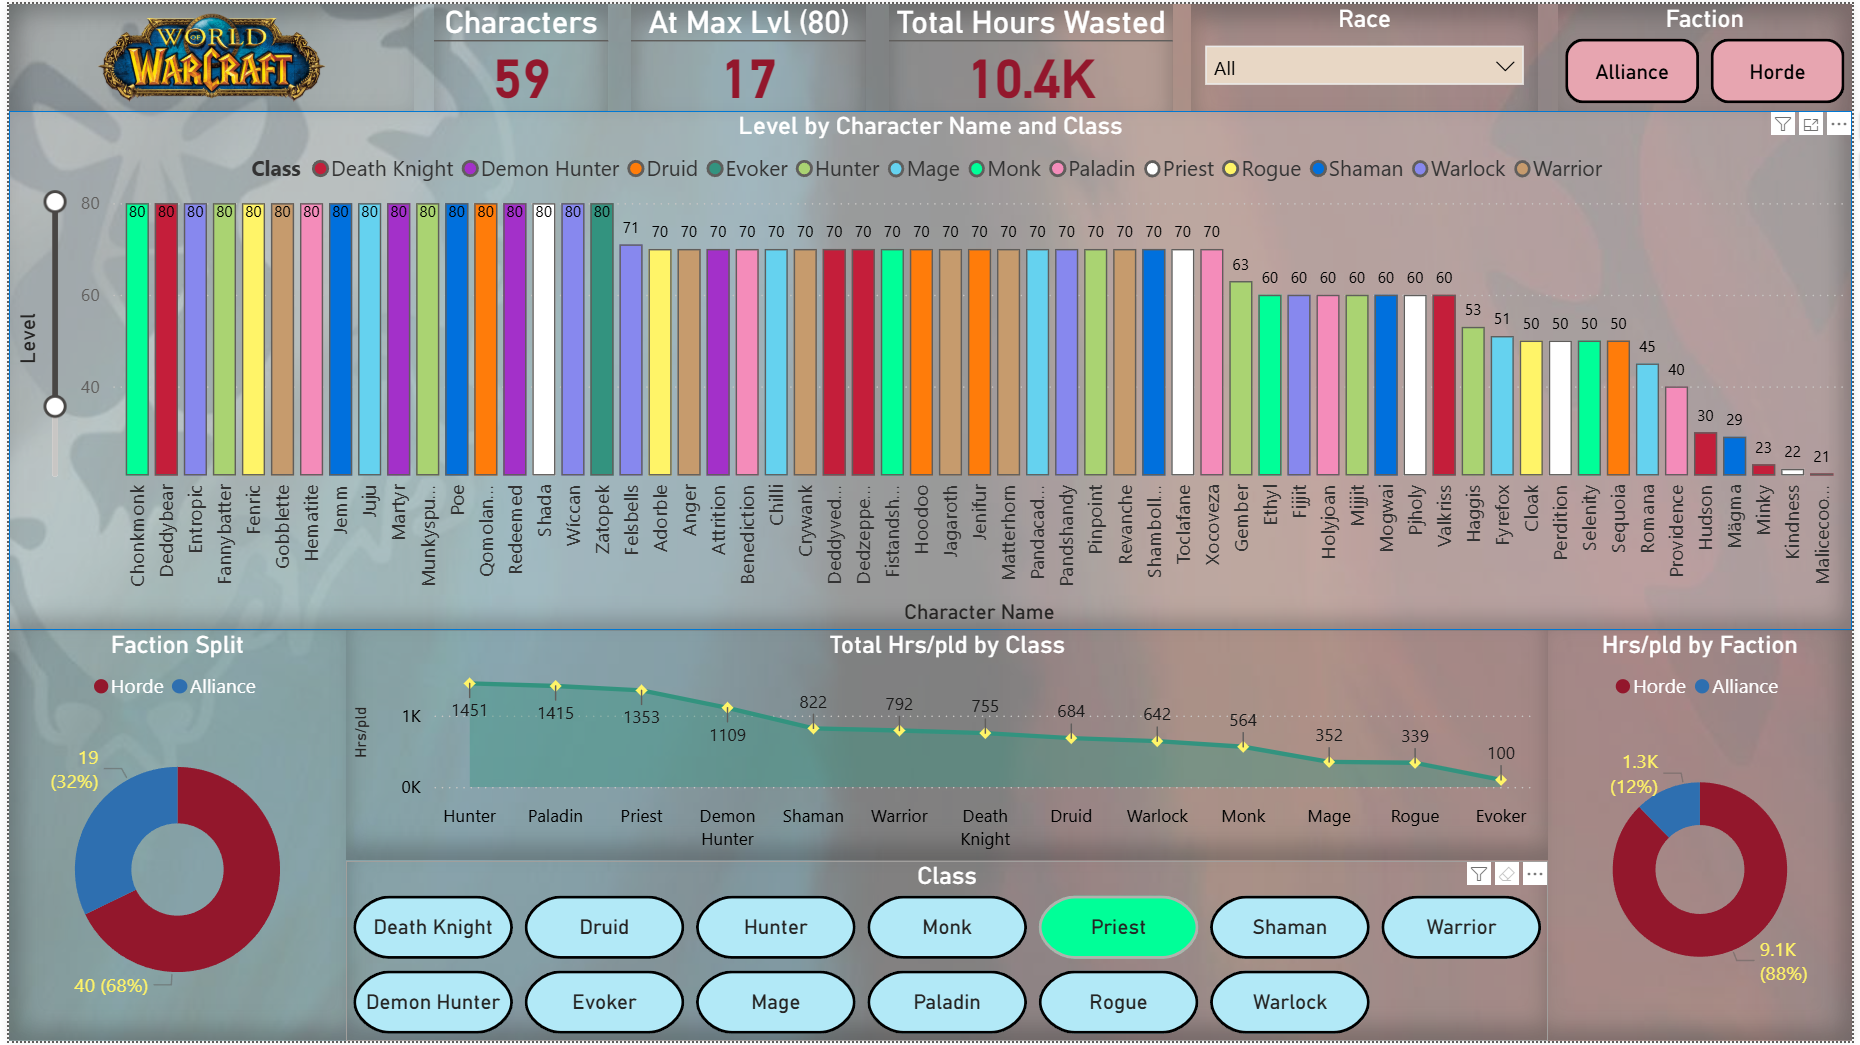 WORLD
OF
WARCRAFT
Characters
59
At Max Lvl (80)
17
Total Hours Wasted
10.4K
Race
All
Faction
Alliance
Horde
Level by Character Name and Class
Class Death Knight Demon Hunter Druid Evoker Hunter Mage Monk Paladin Priest Rogue Shaman Warlock Warrior
Level
80
60
40
80 80 80 80 80 80 80 80 80 80 80 80 80 80 80 80 80 71 70 70 70 70 70 70 70 70 70 70 70 70 70 70 70 70 70 70 70 70 63 60 60 60 60 60 60 60 53 51 50 50 50 50 45 40 30 29 23 22 21
Chonkmonk
Deddybear
Entropic
Fannybatter
Fenric
Gobblette
Hematite
Jemm
Juju
Martyr
Munkyspu...
Poe
Qomolan...
Redeemed
Shada
Wiccan
Zatopek
Felsbells
Adorble
Anger
Attrition
Benediction
Chilli
Crywank
Deddyved...
Dedzeppe...
Fistandsh...
Hoodoo
Jagaroth
Jenifur
Matterhorn
Pandacad...
Pandshandy
Pinpoint
Revanche
Shamboll...
Toclafane
Xocoveza
Gember
Ethyl
Fijjit
Holyjoan
Mijjit
Mogwai
Pjholy
Valkriss
Haggis
Fyrefox
Cloak
Perdition
Selenity
Sequoia
Romana
Providence
Hudson
Mägma
Minky
Kindness
Malicecoo...
Character Name
Faction Split
Horde Alliance
19
(32%)
40 (68%)
Total Hrs/pld by Class
Hrs/pld
1K
0K
1451 1415 1353 1109 822 792 755 684 642 564 352 339 100
Hunter Paladin Priest Demon Hunter Shaman Warrior Death Knight Druid Warlock Monk Mage Rogue Evoker
Hrs/pld by Faction
Horde Alliance
1.3K
(12%)
9.1K
(88%)
Class
Death Knight Druid Hunter Monk Priest Shaman Warrior
Demon Hunter Evoker Mage Paladin Rogue Warlock